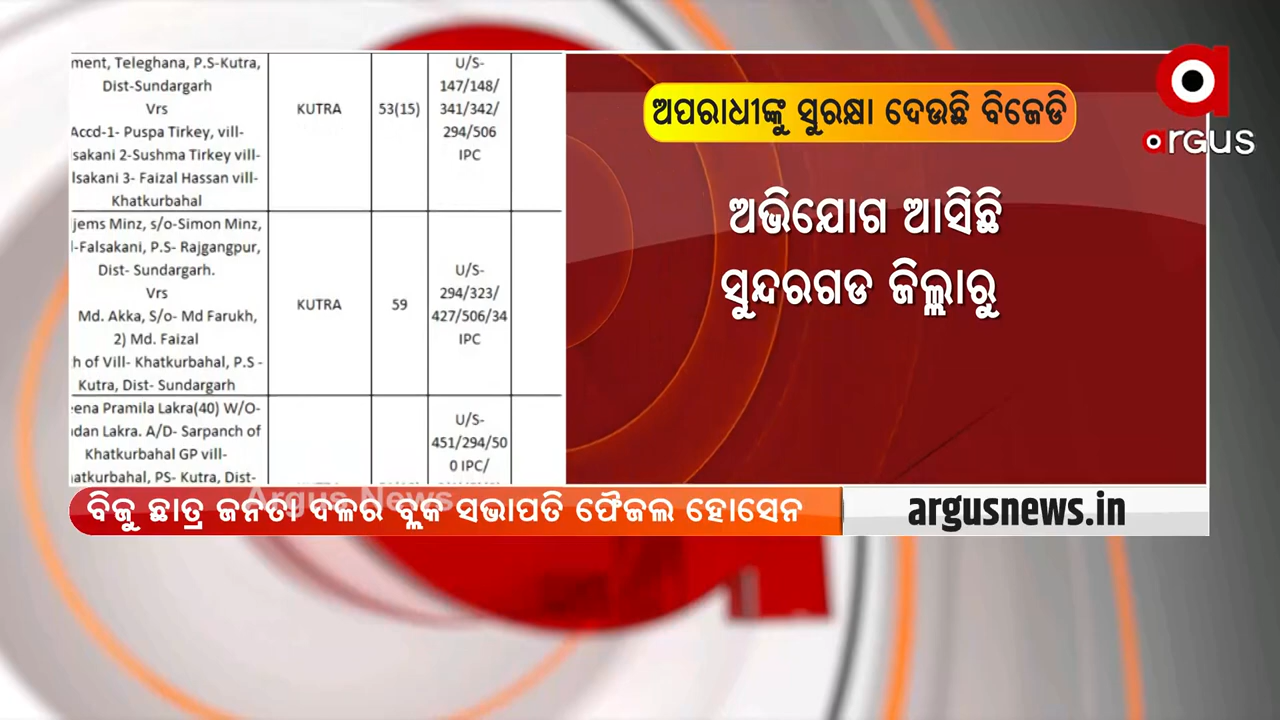 ment, Teleghana, P.S-Kutra,
Dist-Sundargarh
Vrs
Accd-1- Puspa Tirkey, vill-
sakani 2-Sushma Tirkey vill-
lsakani 3- Faizal Hassan vill-
Khatkurbahal
KUTRA
53(15)
U/S-
147/148/
341/342/
294/506
IPC
jems Minz, s/o-Simon Minz,
l-Falsakani, P.S- Rajgangpur,
Dist- Sundargarh.
Vrs
Md. Akka, S/o- Md Farukh,
2) Md. Faizal
h of Vill- Khatkurbahal, P.S -
Kutra, Dist- Sundargarh
KUTRA
59
U/S-
294/323/
427/506/34
IPC
eena Pramila Lakra(40) W/O-
dan Lakra. A/D- Sarpanch of
Khatkurbahal GP vill-
atkurbahal, PS- Kutra, Dist-
U/S-
451/294/50
0 IPC/
ଅପରାଧୀଙ୍କୁ ସୁରକ୍ଷା ଦେଉଛି ବିଜେଡି
ଅଭିଯୋଗ ଆସିଛି
ସୁନ୍ଦରଗଡ ଜିଲ୍ଲାରୁ
argus
Argus News
ବିଜୁ ଛାତ୍ର ଜନତା ଦଳର ବ୍ଲକ ସଭାପତି ଫୈଜଲ ହୋସେନ
argusnews.in